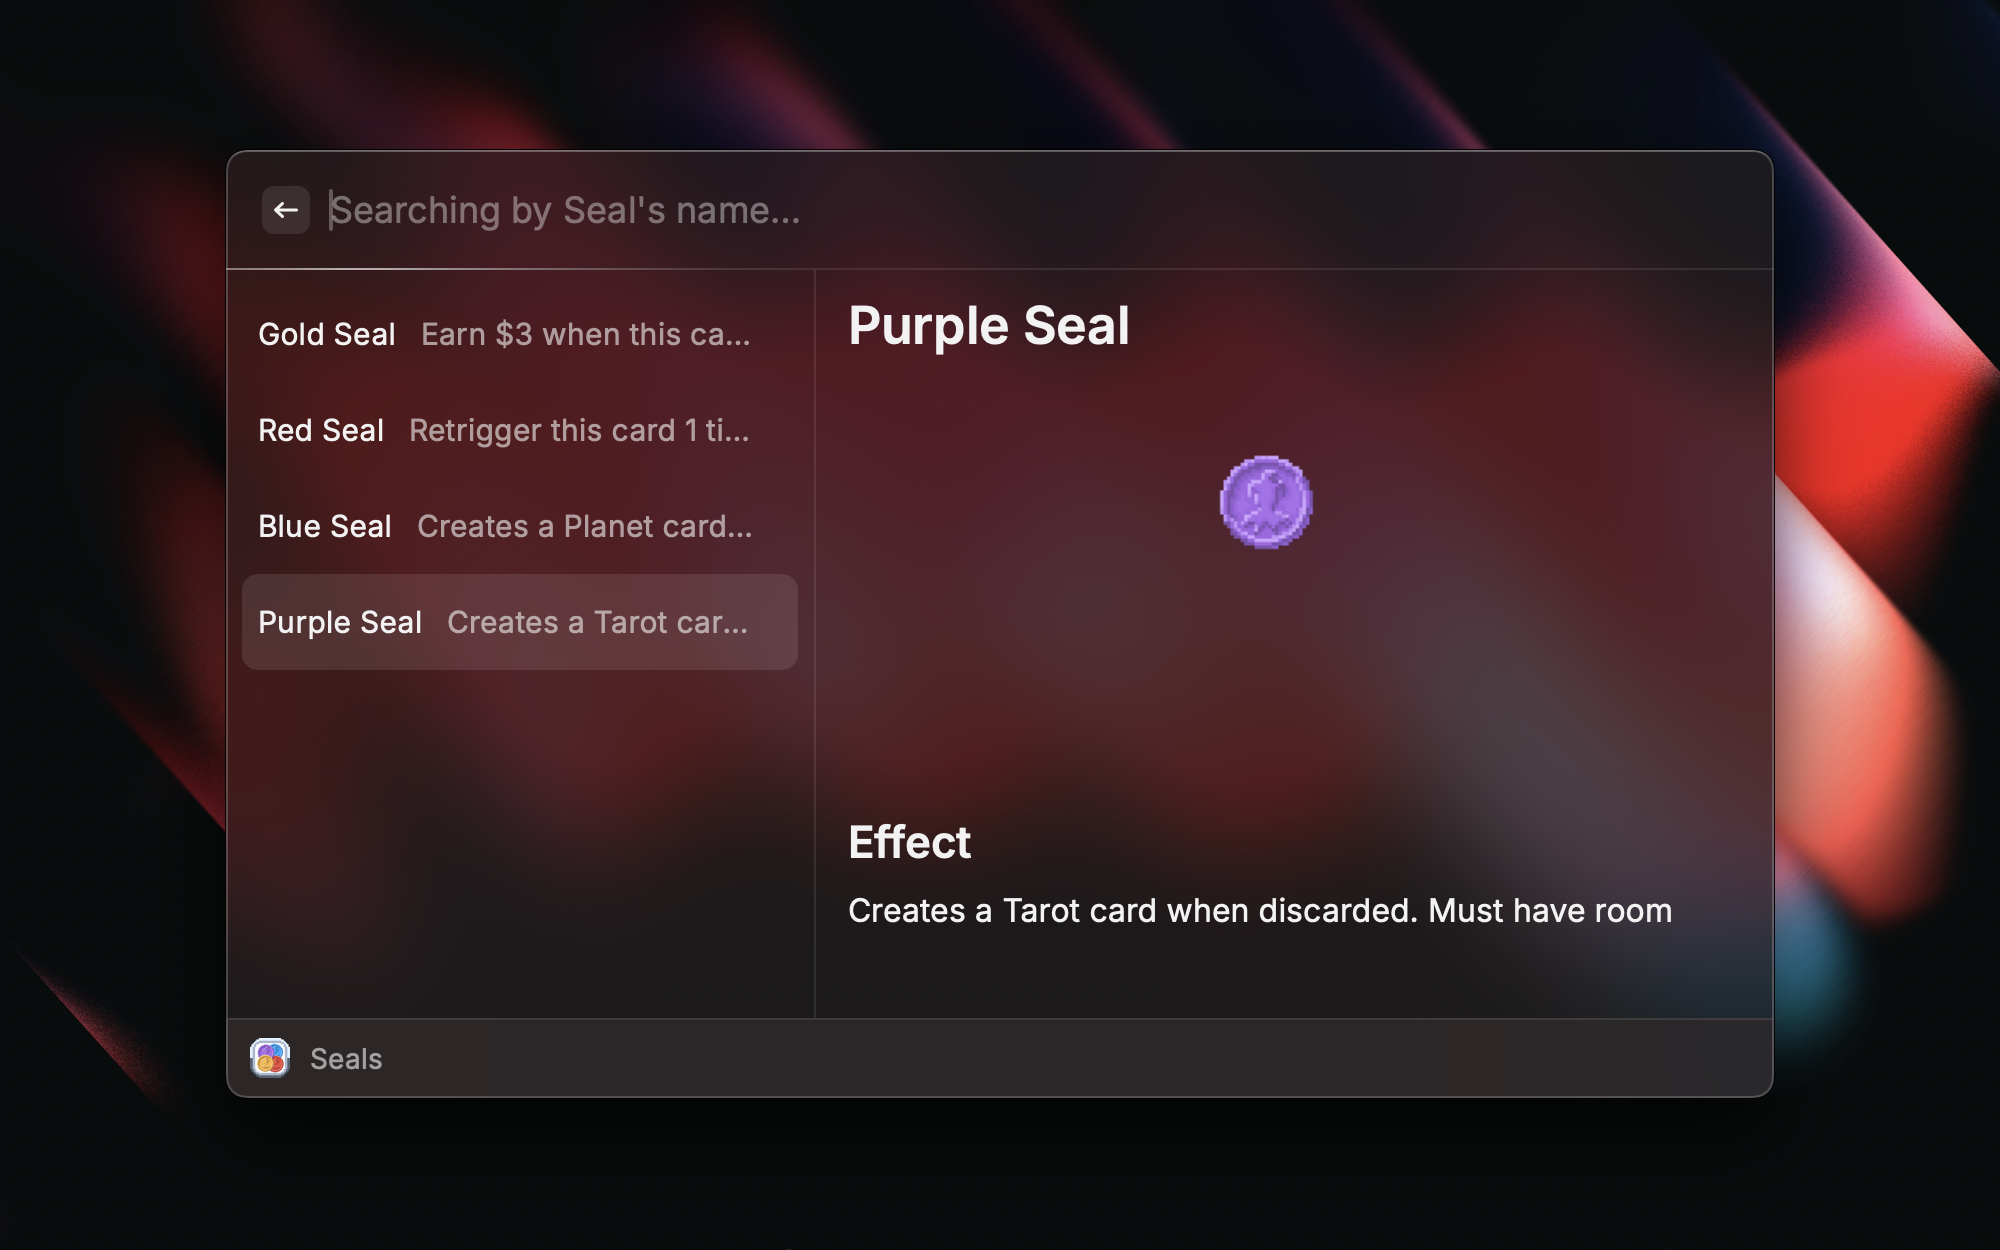 Searching by Seal's name...
Gold Seal Earn $3 when this ca...
Red Seal Retrigger this card 1 ti...
Blue Seal Creates a Planet card...
Purple Seal Creates a Tarot car...
Purple Seal
Effect
Creates a Tarot card when discarded. Must have room
Seals